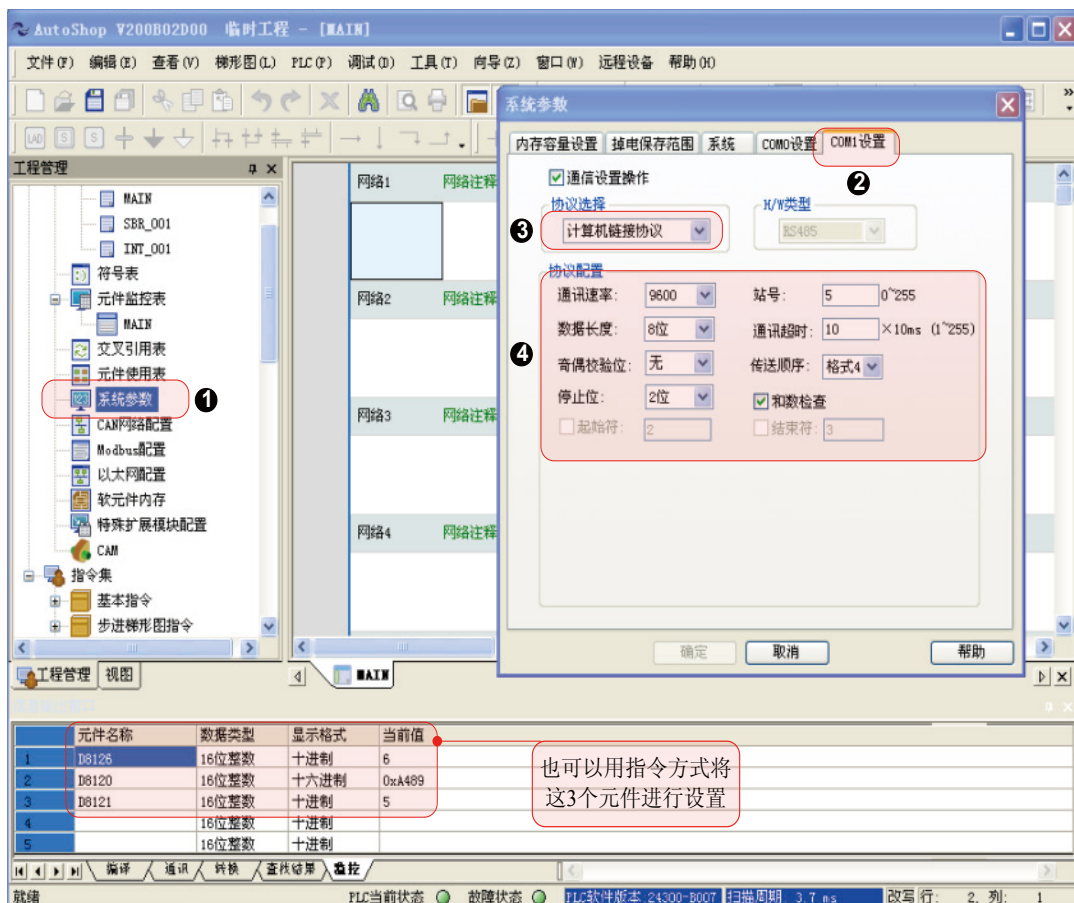 AutoShop V200B02D00 临时工程 - [MAIN]
文件(F) 编辑(E) 查看(V) 梯形图(L) PLC(P) 调试(D) 工具(T) 向导(Z) 窗口(W) 远程设备 帮助(H)
LAD S S
工程管理
MAIN
SBR_001
INT_001
符号表
元件监控表
MAIN
交叉引用表
元件使用表
系统参数
1
CAN网络配置
Modbus配置
以太网配置
软元件内存
特殊扩展模块配置
CAM
指令集
基本指令
步进梯形图指令
工程管理 视图
网络1 网络注释
网络2 网络注释
网络3 网络注释
网络4 网络注释
MAIN
系统参数
内存容量设置 掉电保存范围 系统 COM0设置 COM1设置
2
通信设置操作
协议选择
3
计算机链接协议
H/W类型
RS485
协议配置
4
通讯速率: 9600 站号: 5 0~255
数据长度: 8位 通讯超时: 10 ×10ms (1~255)
奇偶校验位: 无 传送顺序: 格式4
停止位: 2位 和数检查
起始符: 2 结束符: 3
确定 取消 帮助
元件名称 数据类型 显示格式 当前值
1 D8126 16位整数 十进制 6
2 D8120 16位整数 十六进制 0xA489
3 D8121 16位整数 十进制 5
4 16位整数 十进制
5 16位整数 十进制
也可以用指令方式将
这3个元件进行设置
编译 通讯 转换 查找结果 监控
就绪 PLC当前状态 故障状态 PLC软件版本 24300-B007 扫描周期 3.7 ms 改写 行: 2, 列: 1